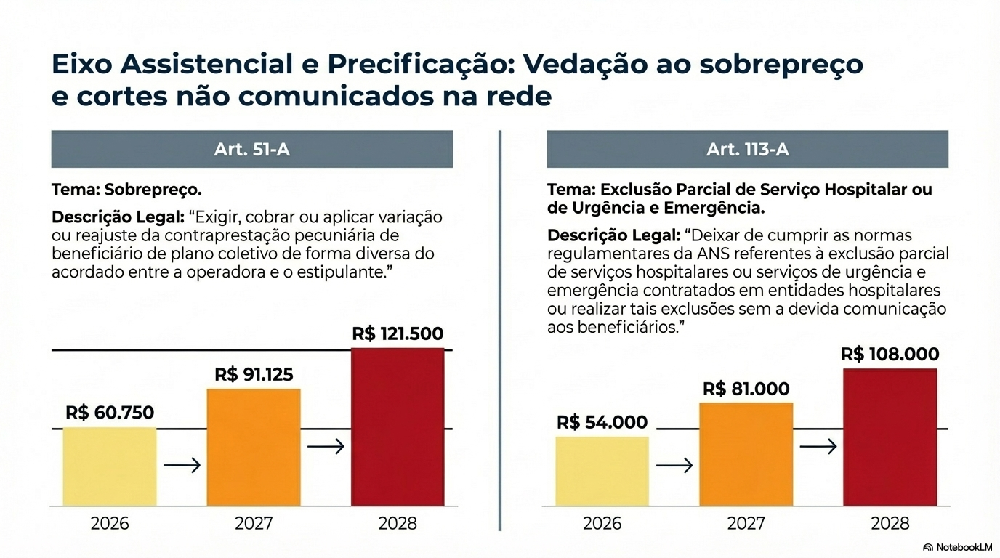 Eixo Assistencial e Precificação: Vedação ao sobrepreço
e cortes não comunicados na rede
Art. 51-A
Tema: Sobrepreço.
Descrição Legal: “Exigir, cobrar ou aplicar variação
ou reajuste da contraprestação pecuniária de
beneficiário de plano coletivo de forma diversa do
acordado entre a operadora e o estipulante.”
R$ 60.750
R$ 91.125
R$ 121.500
2026
2027
2028
Art. 113-A
Tema: Exclusão Parcial de Serviço Hospitalar ou
de Urgência e Emergência.
Descrição Legal: “Deixar de cumprir as normas
regulamentares da ANS referentes à exclusão parcial
de serviços hospitalares ou serviços de urgência e
emergência contratados em entidades hospitalares
ou realizar tais exclusões sem a devida comunicação
aos beneficiários.”
R$ 54.000
R$ 81.000
R$ 108.000
2026
2027
2028
NotebookLM